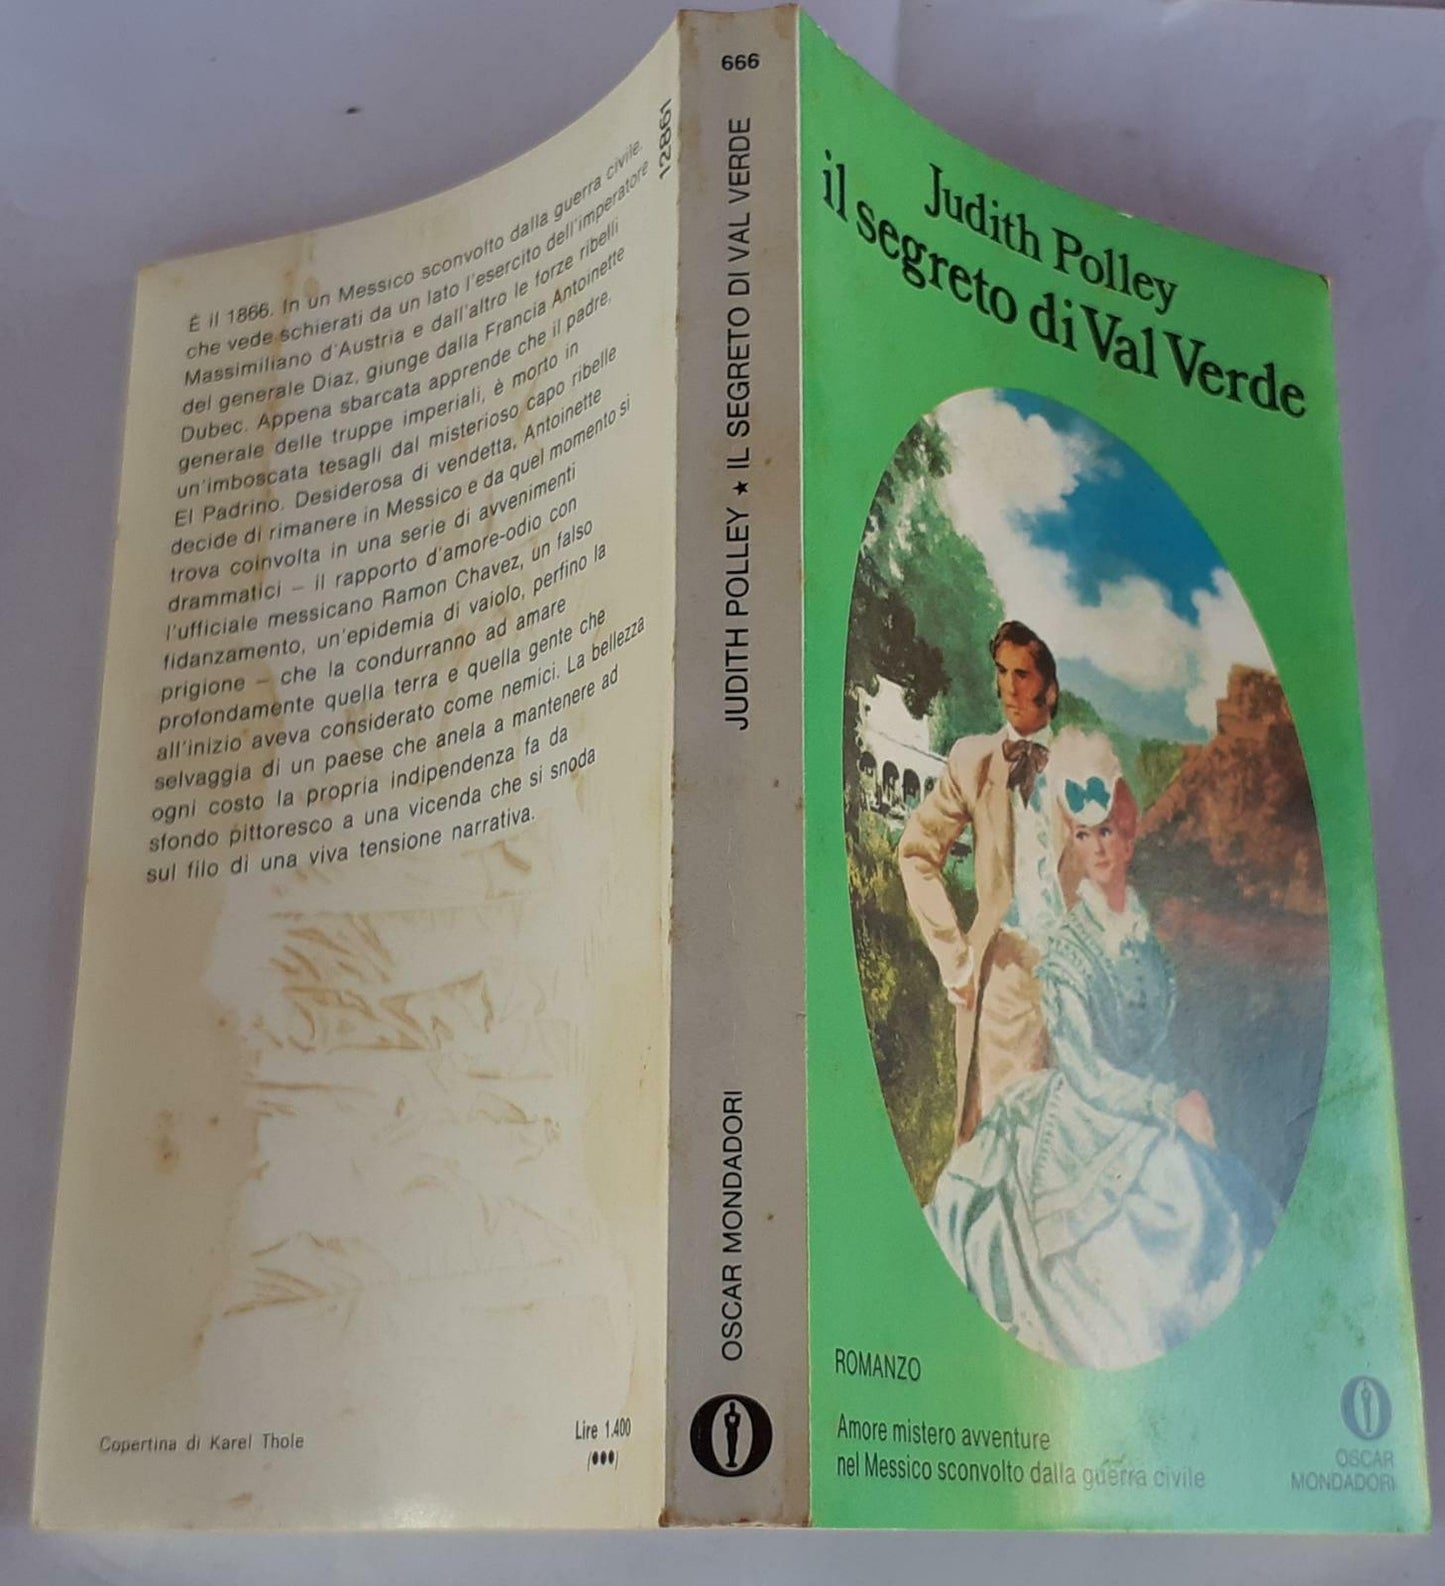 È il 1866. In un Messico sconvolto dalla guerra civile,
che vede schierati da un lato l'esercito dell'imperatore
Massimiliano d'Austria e dall'altro le forze ribelli
del generale Diaz, giunge dalla Francia Antoinette
Dubec. Appena sbarcata apprende che il padre,
generale delle truppe imperiali, è morto in
un'imboscata tesagli dal misterioso capo ribelle
El Padrino. Desiderosa di vendetta, Antoinette
decide di rimanere in Messico e da quel momento si
trova coinvolta in una serie di avvenimenti
drammatici – il rapporto d'amore-odio con
l'ufficiale messicano Ramon Chavez, un falso
fidanzamento, un'epidemia di vaiolo, perfino la
prigione – che la condurranno ad amare
profondamente quella terra e quella gente che
all'inizio aveva considerato come nemici. La bellezza
selvaggia di un paese che anela a mantenere ad
ogni costo la propria indipendenza fa da
sfondo pittoresco a una vicenda che si snoda
sul filo di una viva tensione narrativa.
Copertina di Karel Thole
Lire 1.400
(•••)
12861
666
JUDITH POLLEY ★ IL SEGRETO DI VAL VERDE
OSCAR MONDADORI
Judith Polley
il segreto di Val Verde
ROMANZO
Amore mistero avventure
nel Messico sconvolto dalla guerra civile
OSCAR
MONDADORI